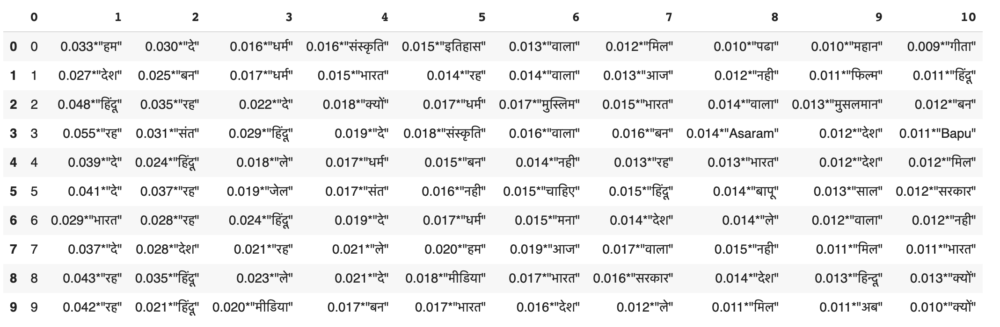 0 1 2 3 4 5 6 7 8 9 10
0 0 0.033*"हम" 0.030*"दे" 0.016*"धर्म" 0.016*"संस्कृति" 0.015*"इतिहास" 0.013*"वाला" 0.012*"मिल" 0.010*"पढा" 0.010*"महान" 0.009*"गीता"
1 1 0.027*"देश" 0.025*"बन" 0.017*"धर्म" 0.015*"भारत" 0.014*"रह" 0.014*"वाला" 0.013*"आज" 0.012*"नही" 0.011*"फिल्म" 0.011*"हिंदू"
2 2 0.048*"हिंदू" 0.035*"रह" 0.022*"दे" 0.018*"क्यों" 0.017*"धर्म" 0.017*"मुस्लिम" 0.015*"भारत" 0.014*"वाला" 0.013*"मुसलमान" 0.012*"बन"
3 3 0.055*"रह" 0.031*"संत" 0.029*"हिंदू" 0.019*"दे" 0.018*"संस्कृति" 0.016*"वाला" 0.016*"बन" 0.014*"Asaram" 0.012*"देश" 0.011*"Bapu"
4 4 0.039*"दे" 0.024*"हिंदू" 0.018*"ले" 0.017*"धर्म" 0.015*"बन" 0.014*"नही" 0.013*"रह" 0.013*"भारत" 0.012*"देश" 0.012*"मिल"
5 5 0.041*"दे" 0.037*"रह" 0.019*"जेल" 0.017*"संत" 0.016*"नही" 0.015*"चाहिए" 0.015*"हिंदू" 0.014*"बापू" 0.013*"साल" 0.012*"सरकार"
6 6 0.029*"भारत" 0.028*"रह" 0.024*"हिंदू" 0.019*"दे" 0.017*"धर्म" 0.015*"मना" 0.014*"देश" 0.014*"ले" 0.012*"वाला" 0.012*"नही"
7 7 0.037*"दे" 0.028*"देश" 0.021*"रह" 0.021*"ले" 0.020*"हम" 0.019*"आज" 0.017*"वाला" 0.015*"नही" 0.011*"मिल" 0.011*"भारत"
8 8 0.043*"रह" 0.035*"हिंदू" 0.023*"ले" 0.021*"दे" 0.018*"मीडिया" 0.017*"भारत" 0.016*"सरकार" 0.014*"देश" 0.013*"हिन्दू" 0.013*"क्यों"
9 9 0.042*"रह" 0.021*"हिंदू" 0.020*"मीडिया" 0.017*"बन" 0.017*"भारत" 0.016*"देश" 0.012*"ले" 0.011*"मिल" 0.011*"अब" 0.010*"क्यों"